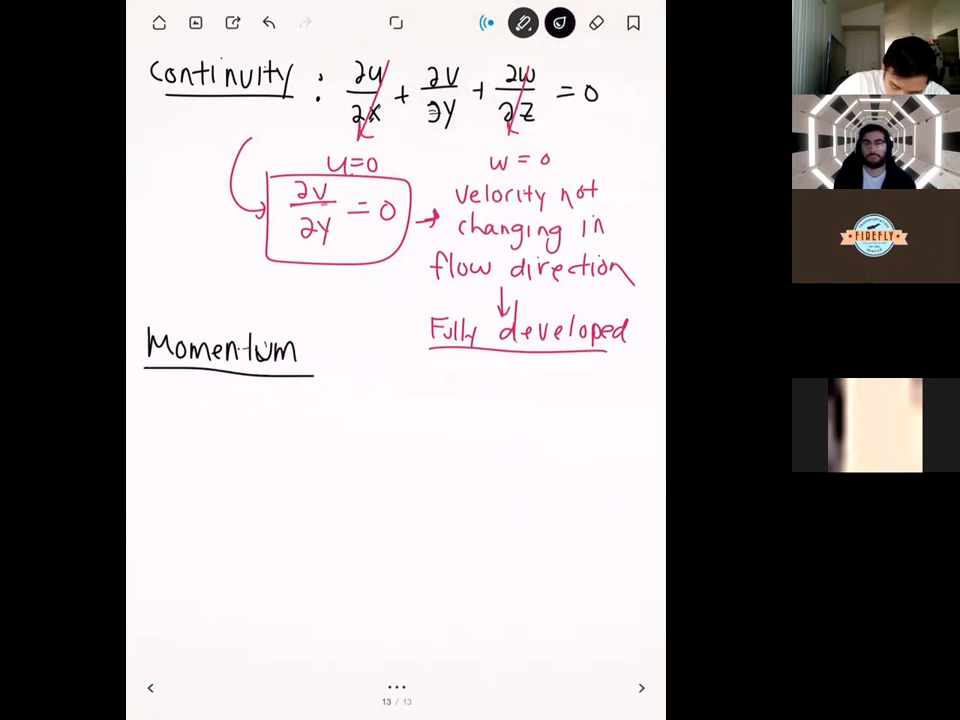 Continuity : ∂u/∂x + ∂v/∂y + ∂w/∂z = 0
u=0
w = 0
∂v/∂y = 0 → velocity not
changing in
flow direction
↓
Fully developed
Momentum
FIREFLY
13 / 13